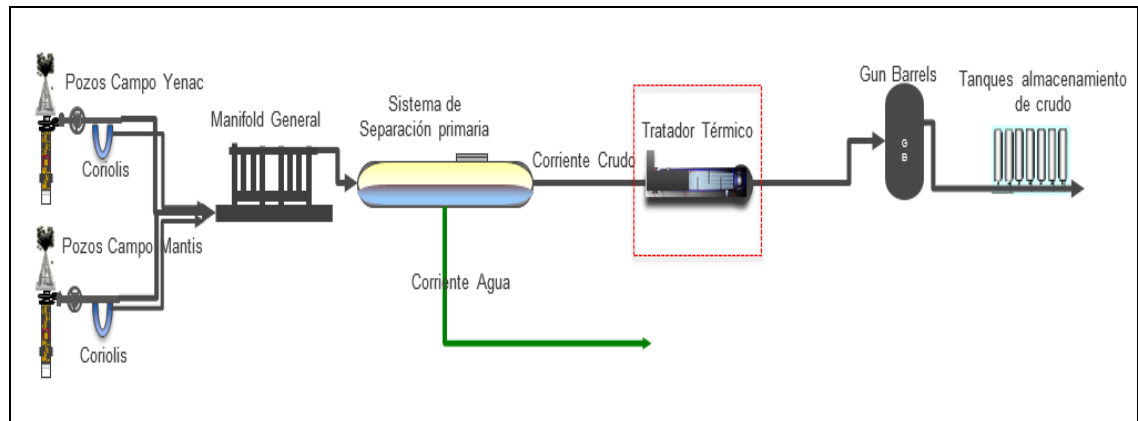 Pozos Campo Yenac
Coriolis
Manifold General
Sistema de
Separación primaria
Corriente Crudo
Tratador Térmico
Gun Barrels
G
B
Tanques almacenamiento
de crudo
Pozos Campo Mantis
Coriolis
Corriente Agua